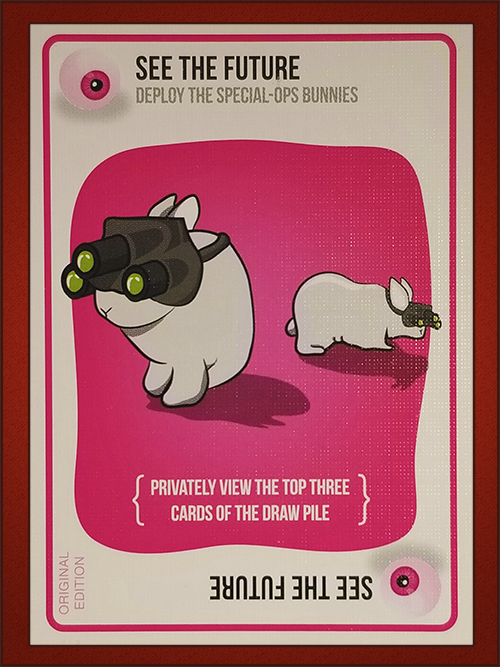 SEE THE FUTURE
DEPLOY THE SPECIAL-OPS BUNNIES
PRIVATELY VIEW THE TOP THREE
CARDS OF THE DRAW PILE
ORIGINAL
EDITION
SEE THE FUTURE